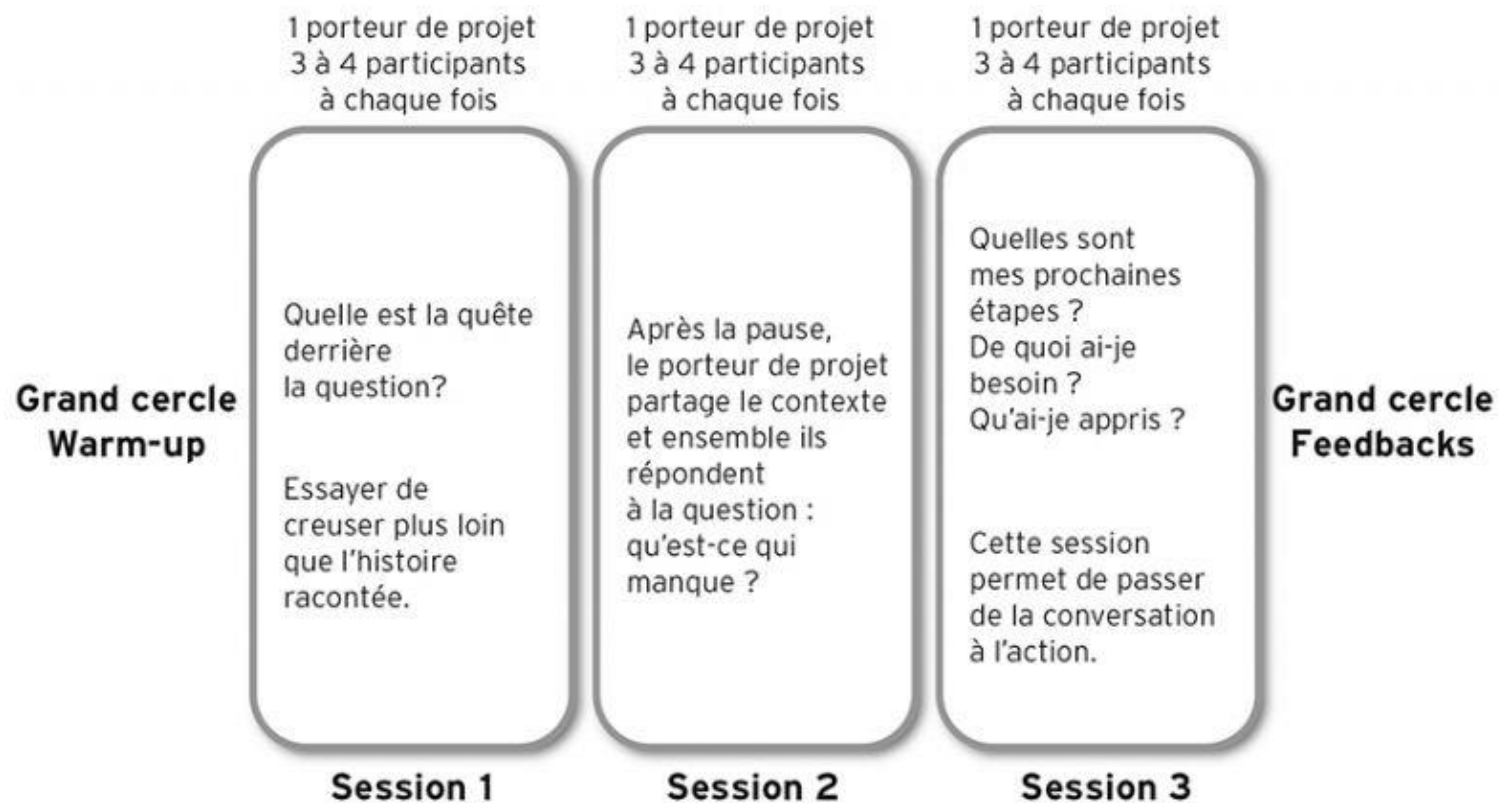 1 porteur de projet
3 à 4 participants
à chaque fois
1 porteur de projet
3 à 4 participants
à chaque fois
1 porteur de projet
3 à 4 participants
à chaque fois
Grand cercle
Warm-up
Quelle est la quête
derrière
la question?
Essayer de
creuser plus loin
que l'histoire
racontée.
Session 1
Après la pause,
le porteur de projet
partage le contexte
et ensemble ils
répondent
à la question :
qu'est-ce qui
manque ?
Session 2
Quelles sont
mes prochaines
étapes ?
De quoi ai-je
besoin ?
Qu'ai-je appris ?
Cette session
permet de passer
de la conversation
à l'action.
Session 3
Grand cercle
Feedbacks